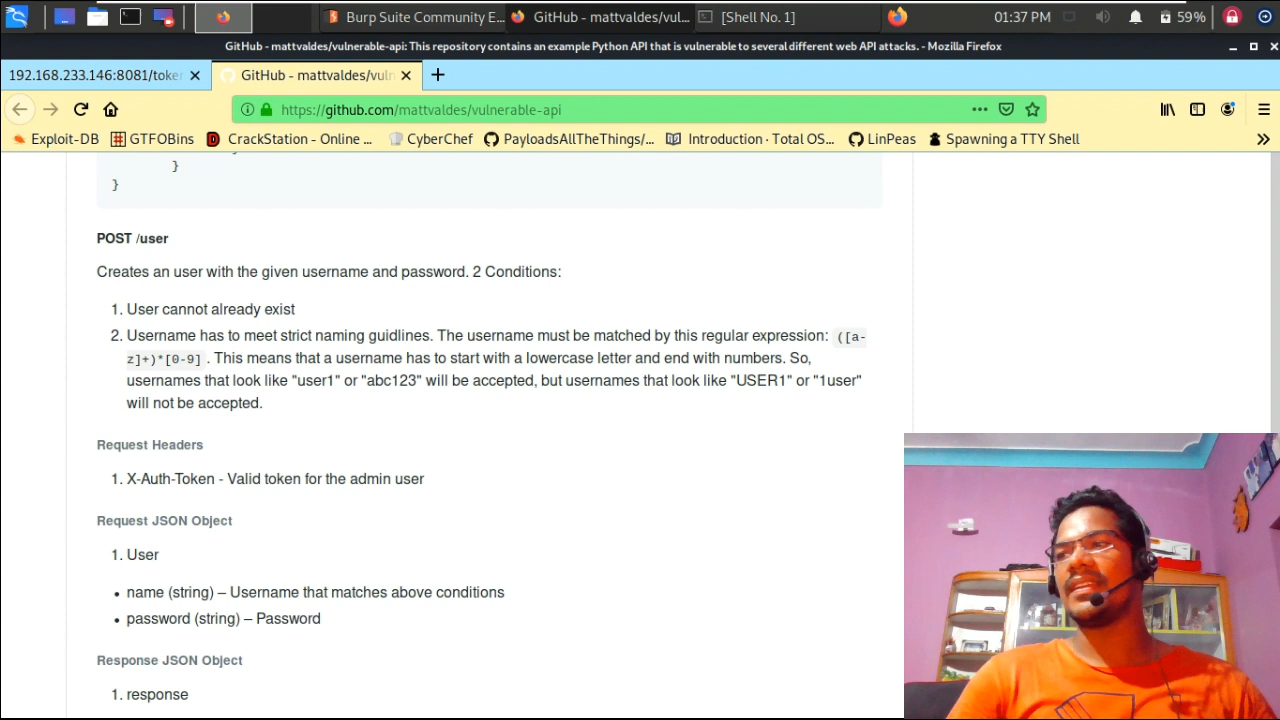 Burp Suite Community E...
GitHub - mattvaldes/vul...
[Shell No. 1]
01:37 PM
59%
GitHub - mattvaldes/vulnerable-api: This repository contains an example Python API that is vulnerable to several different web API attacks. - Mozilla Firefox
192.168.233.146:8081/toke
GitHub - mattvaldes/vuln
https://github.com/mattvaldes/vulnerable-api
Exploit-DB
GTFOBins
CrackStation - Online ...
CyberChef
PayloadsAllTheThings/...
Introduction · Total OS...
LinPeas
Spawning a TTY Shell
}
}
POST /user
Creates an user with the given username and password. 2 Conditions:
1. User cannot already exist
2. Username has to meet strict naming guidlines. The username must be matched by this regular expression: ([a-
z]+)*[0-9] . This means that a username has to start with a lowercase letter and end with numbers. So,
usernames that look like "user1" or "abc123" will be accepted, but usernames that look like "USER1" or "1user"
will not be accepted.
Request Headers
1. X-Auth-Token - Valid token for the admin user
Request JSON Object
1. User
• name (string) – Username that matches above conditions
• password (string) – Password
Response JSON Object
1. response